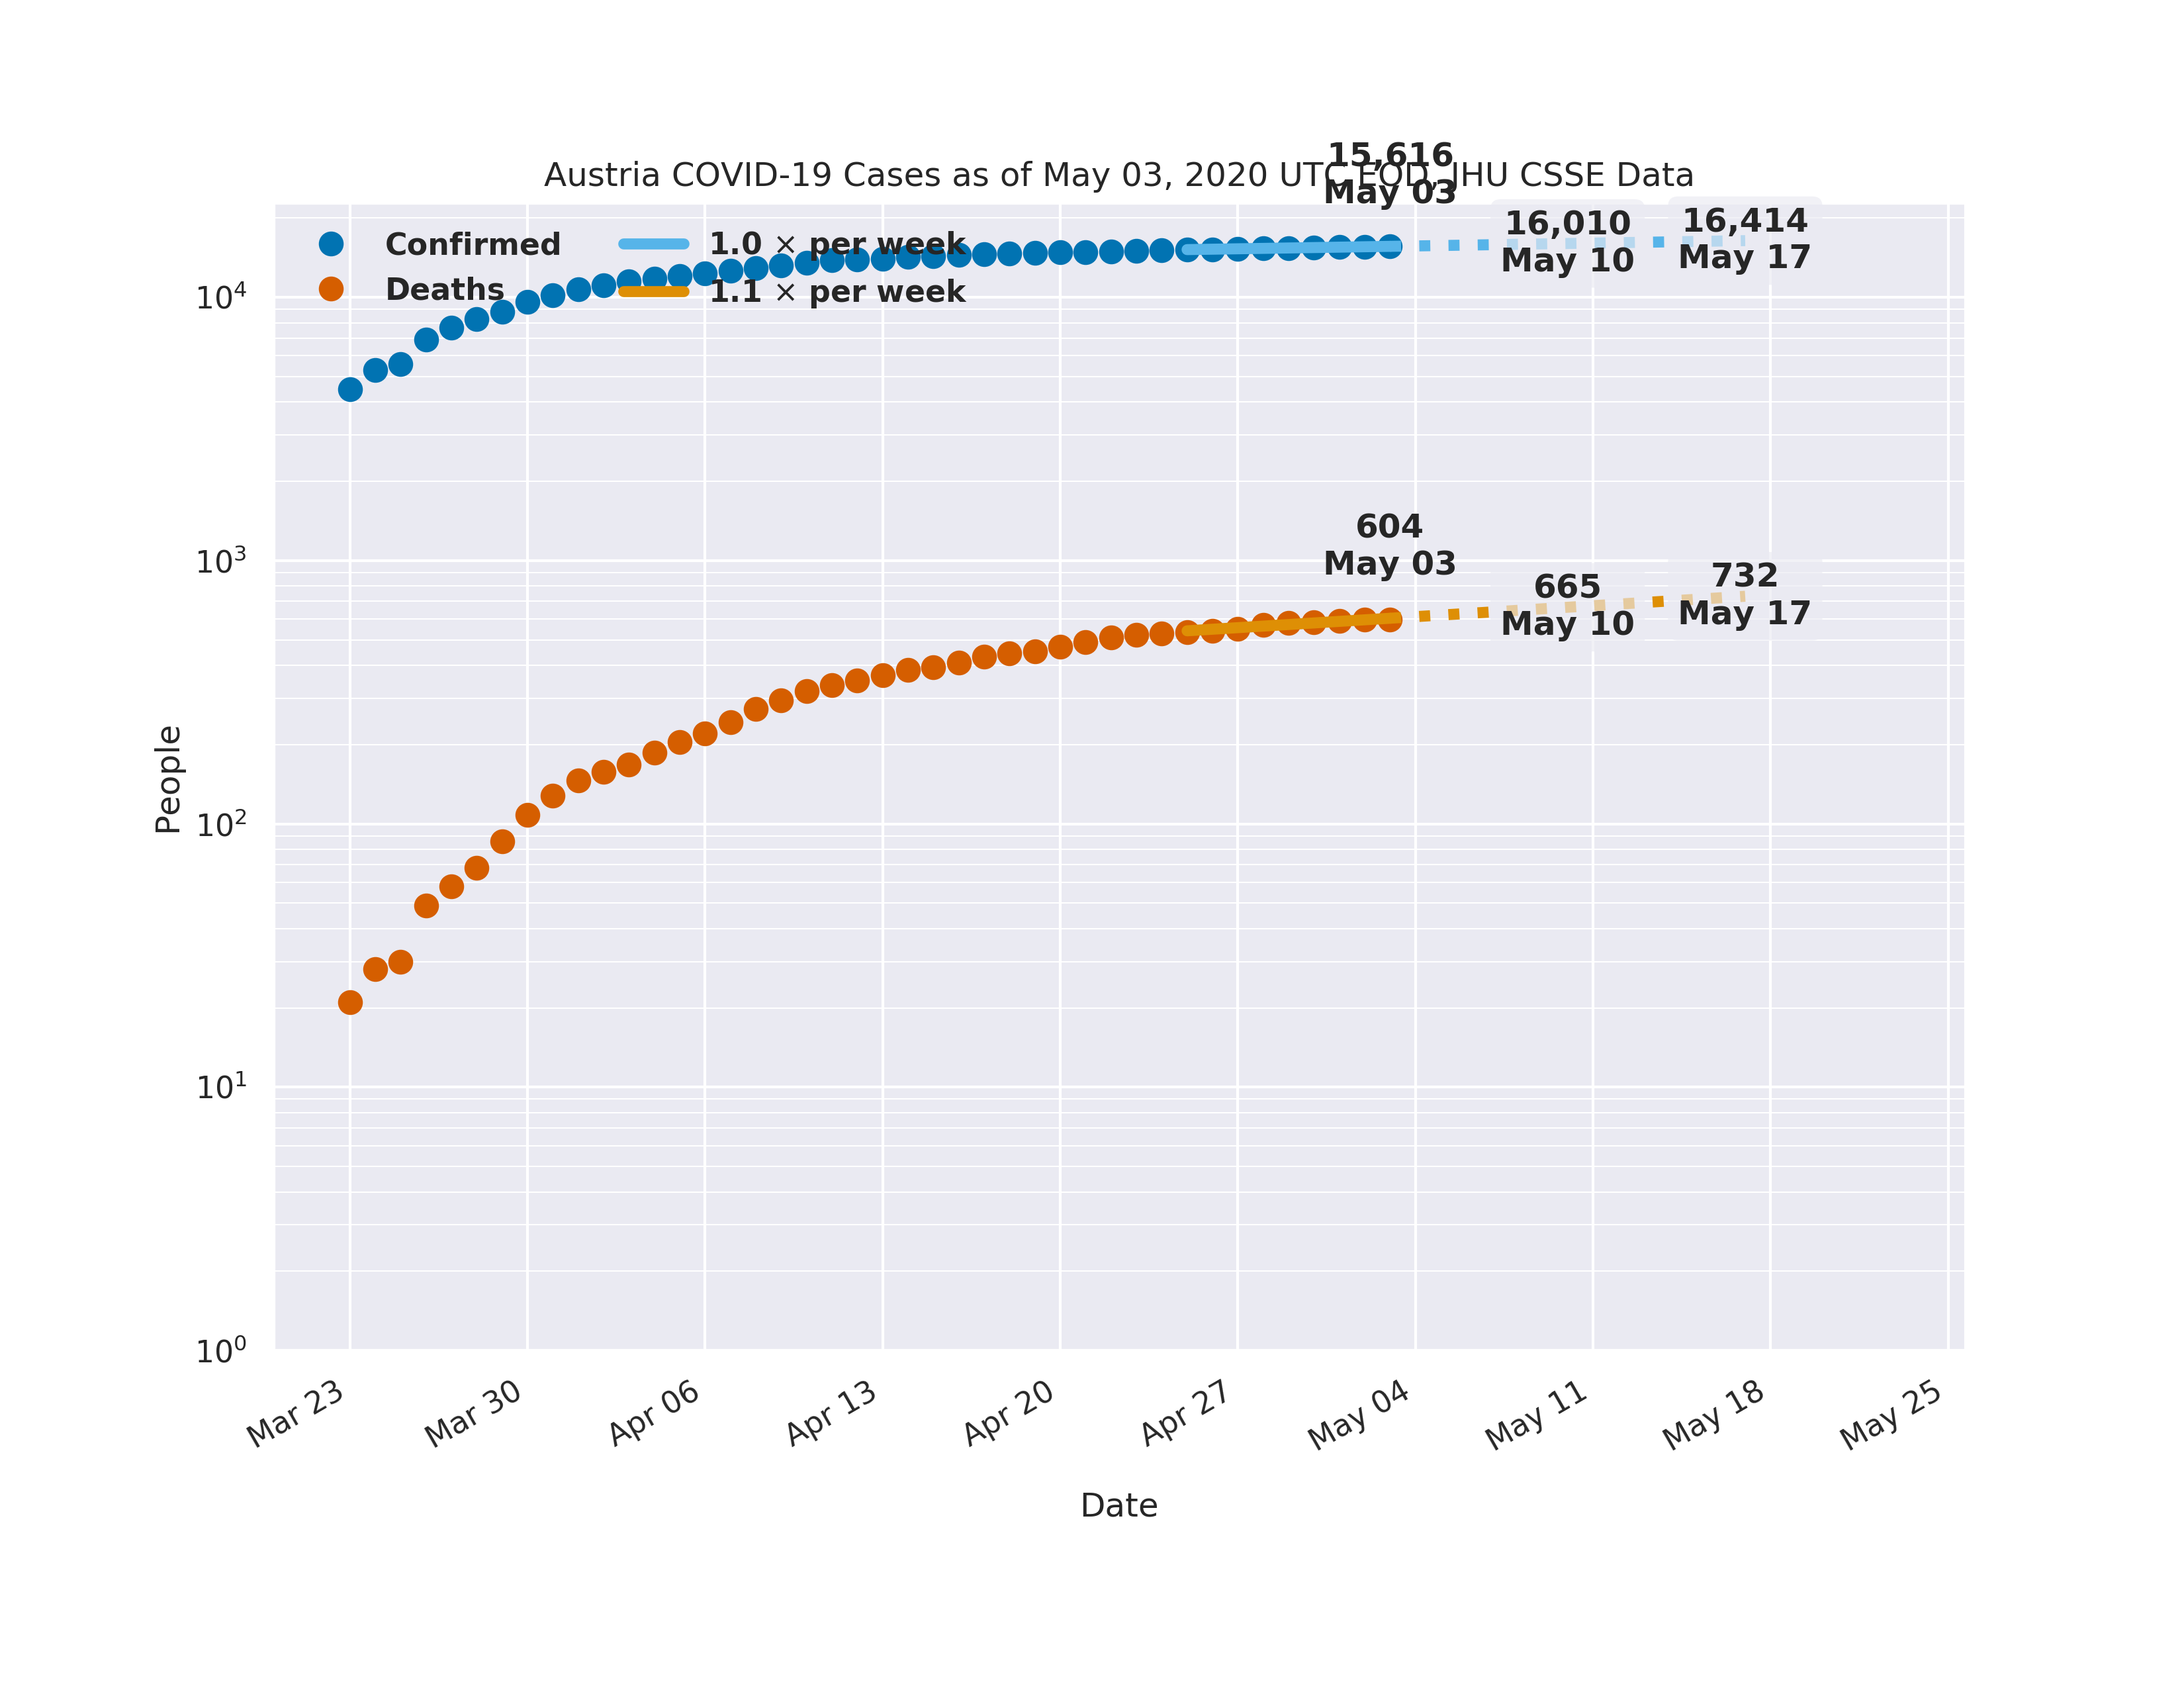 15,616
May 03
Austria COVID-19 Cases as of May 03, 2020 UTC EOD, JHU CSSE Data
16,010
May 10
16,414
May 17
Confirmed
Deaths
1.0 × per week
1.1 × per week
604
May 03
665
May 10
732
May 17
People
10⁴
10³
10²
10¹
10⁰
Mar 23
Mar 30
Apr 06
Apr 13
Apr 20
Apr 27
May 04
May 11
May 18
May 25
Date